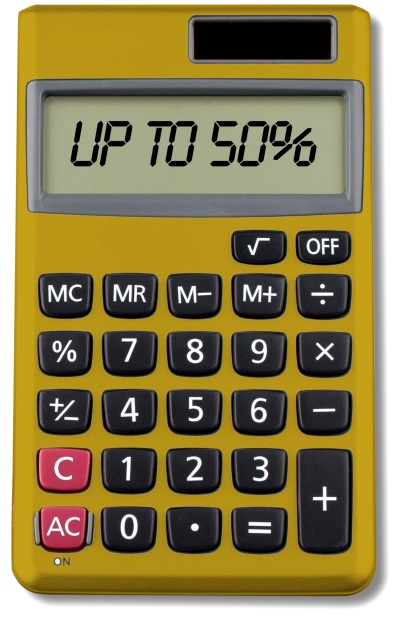 UP TO 50%
√ OFF
MC MR M− M+ ÷
% 7 8 9 ×
+/− 4 5 6 −
C 1 2 3
+
AC 0 · =
ON